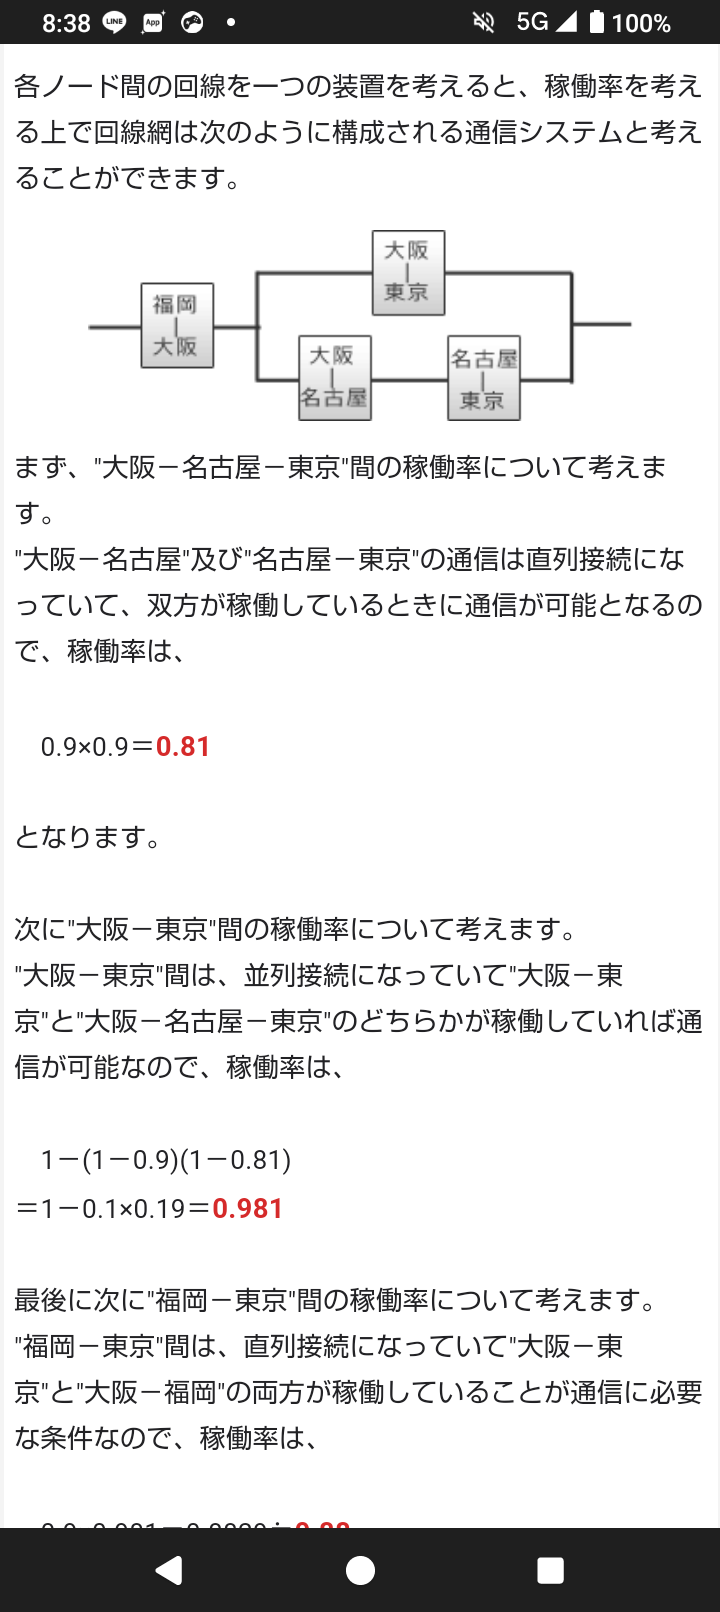 8:38 LINE App 5G 100%
各ノード間の回線を一つの装置を考えると、稼働率を考え
る上で回線網は次のように構成される通信システムと考え
ることができます。
大阪
|
東京
福岡
|
大阪
大阪
|
名古屋
名古屋
|
東京
まず、"大阪－名古屋－東京"間の稼働率について考えま
す。
"大阪－名古屋"及び"名古屋－東京"の通信は直列接続にな
っていて、双方が稼働しているときに通信が可能となるの
で、稼働率は、
0.9×0.9＝0.81
となります。
次に"大阪－東京"間の稼働率について考えます。
"大阪－東京"間は、並列接続になっていて"大阪－東
京"と"大阪－名古屋－東京"のどちらかが稼働していれば通
信が可能なので、稼働率は、
1－(1－0.9)(1－0.81)
＝1－0.1×0.19＝0.981
最後に次に"福岡－東京"間の稼働率について考えます。
"福岡－東京"間は、直列接続になっていて"大阪－東
京"と"大阪－福岡"の両方が稼働していることが通信に必要
な条件なので、稼働率は、